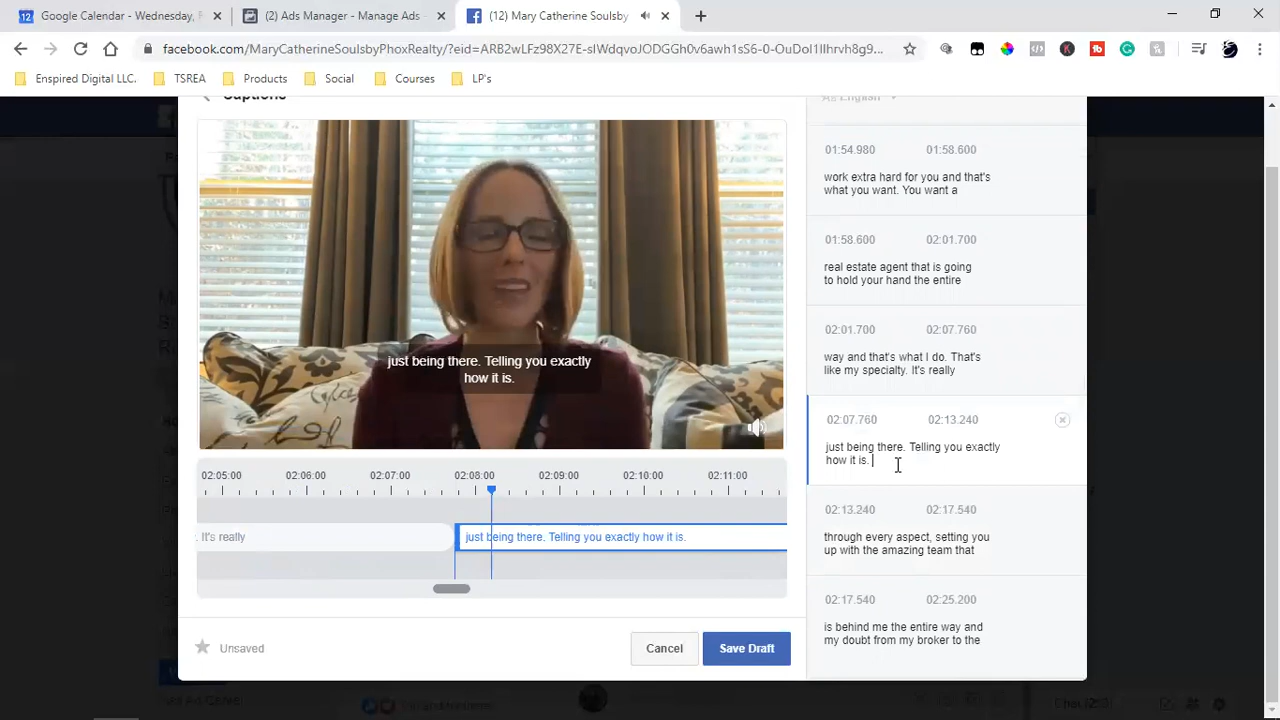 Google Calendar - Wednesday, F
(2) Ads Manager - Manage Ads -
(12) Mary Catherine Soulsby
facebook.com/MaryCatherineSoulsbyPhnxRealty/?eid=ARB2wLFz98X27E-slWdqvoJODGGh0v6awh1sS6-0-OuDol1IIhrvh8g9...
Enspired Digital LLC.
TSREA
Products
Social
Courses
LP's
Captions
English
01:54.980 01:58.600
work extra hard for you and that's
what you want. You want a
01:58.600 02:01.700
real estate agent that is going
to hold your hand the entire
02:01.700 02:07.760
way and that's what I do. That's
like my specialty. It's really
02:07.760 02:13.240
just being there. Telling you exactly
how it is.
02:13.240 02:17.540
through every aspect, setting you
up with the amazing team that
02:17.540 02:25.200
is behind me the entire way and
my doubt from my broker to the
just being there. Telling you exactly
how it is.
02:05:00 02:06:00 02:07:00 02:08:00 02:09:00 02:10:00 02:11:00
. It's really
just being there. Telling you exactly how it is.
Unsaved
Cancel
Save Draft